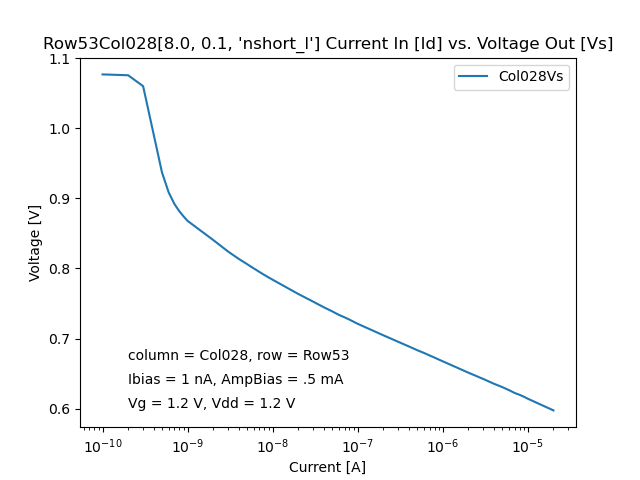 Row53Col028[8.0, 0.1, 'nshort_l'] Current In [Id] vs. Voltage Out [Vs]
Col028Vs
1.1
1.0
0.9
0.8
0.7
0.6
Voltage [V]
column = Col028, row = Row53
Ibias = 1 nA, AmpBias = .5 mA
Vg = 1.2 V, Vdd = 1.2 V
10⁻¹⁰ 10⁻⁹ 10⁻⁸ 10⁻⁷ 10⁻⁶ 10⁻⁵
Current [A]